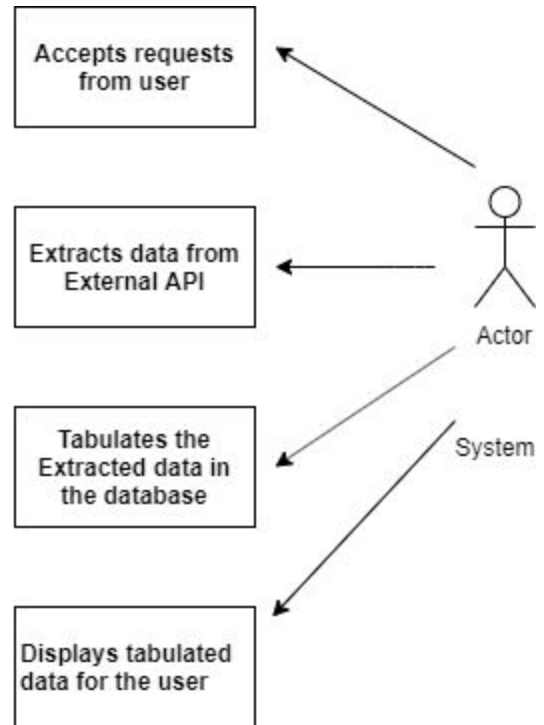 Accepts requests
from user
Extracts data from
External API
Actor
Tabulates the
Extracted data in
the database
System
Displays tabulated
data for the user